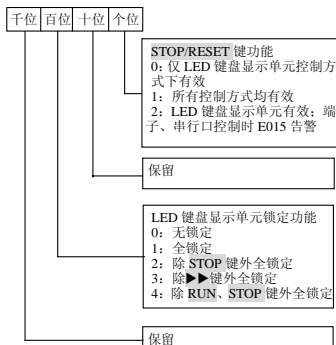 千位 百位 十位 个位
STOP/RESET 键功能
0：仅 LED 键盘显示单元控制方
式下有效
1：所有控制方式均有效
2：LED 键盘显示单元有效；端
子、串行口控制时 E015 告警
保留
LED 键盘显示单元锁定功能
0：无锁定
1：全锁定
2：除 STOP 键外全锁定
3：除▶▶键外全锁定
4：除 RUN、STOP 键外全锁定
保留